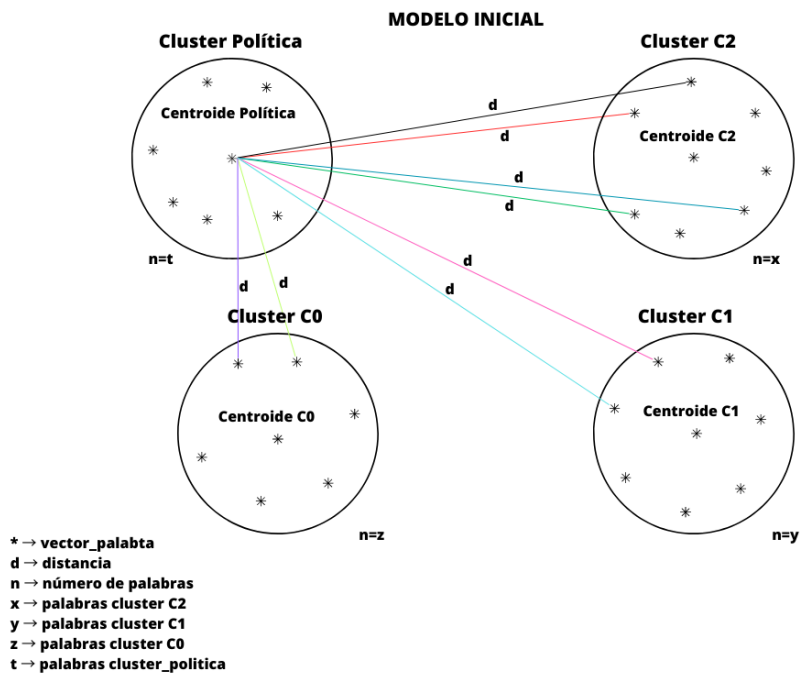 MODELO INICIAL
Cluster Política
Cluster C2
Centroide Política
d
Centroide C2
d
d
d
n=t
n=x
d
d
d
d
Cluster C0
Cluster C1
Centroide C0
Centroide C1
n=z
n=y
* → vector_palabta
d → distancia
n → número de palabras
x → palabras cluster C2
y → palabras cluster C1
z → palabras cluster C0
t → palabras cluster_politica